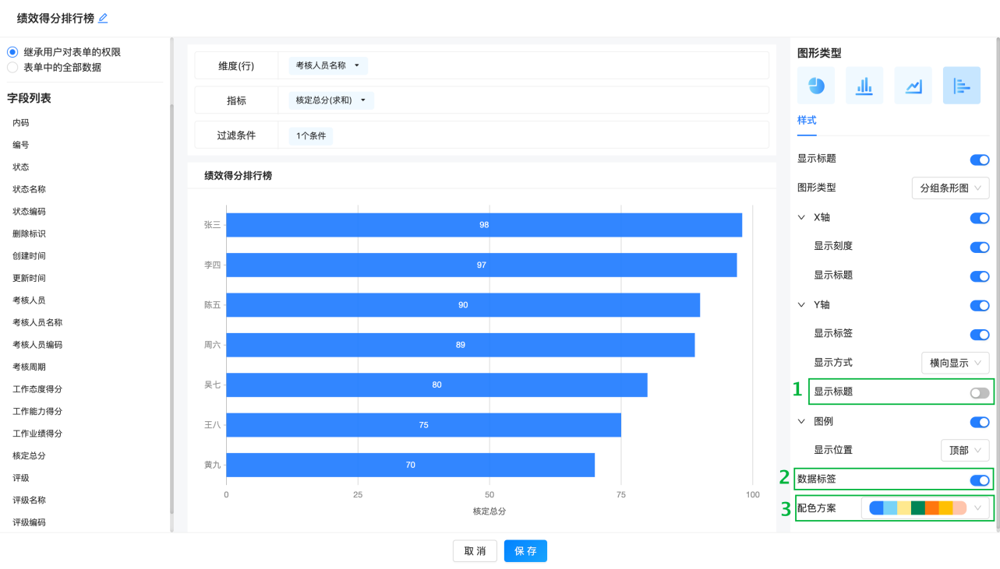 绩效得分排行榜
继承用户对表单的权限
表单中的全部数据
字段列表
内码
编号
状态
状态名称
状态编码
删除标识
创建时间
更新时间
考核人员
考核人员名称
考核人员编码
考核周期
工作态度得分
工作能力得分
工作业绩得分
核定总分
评级
评级名称
评级编码
维度(行) 考核人员名称
指标 核定总分(求和)
过滤条件 1个条件
绩效得分排行榜
张三 98
李四 97
陈五 90
周六 89
吴七 80
王八 75
黄九 70
0 25 50 75 100
核定总分
图形类型
样式
显示标题
图形类型 分组条形图
X轴
显示刻度
显示标题
Y轴
显示标签
显示方式 横向显示
1 显示标题
图例
显示位置 顶部
2 数据标签
3 配色方案
取消 保存